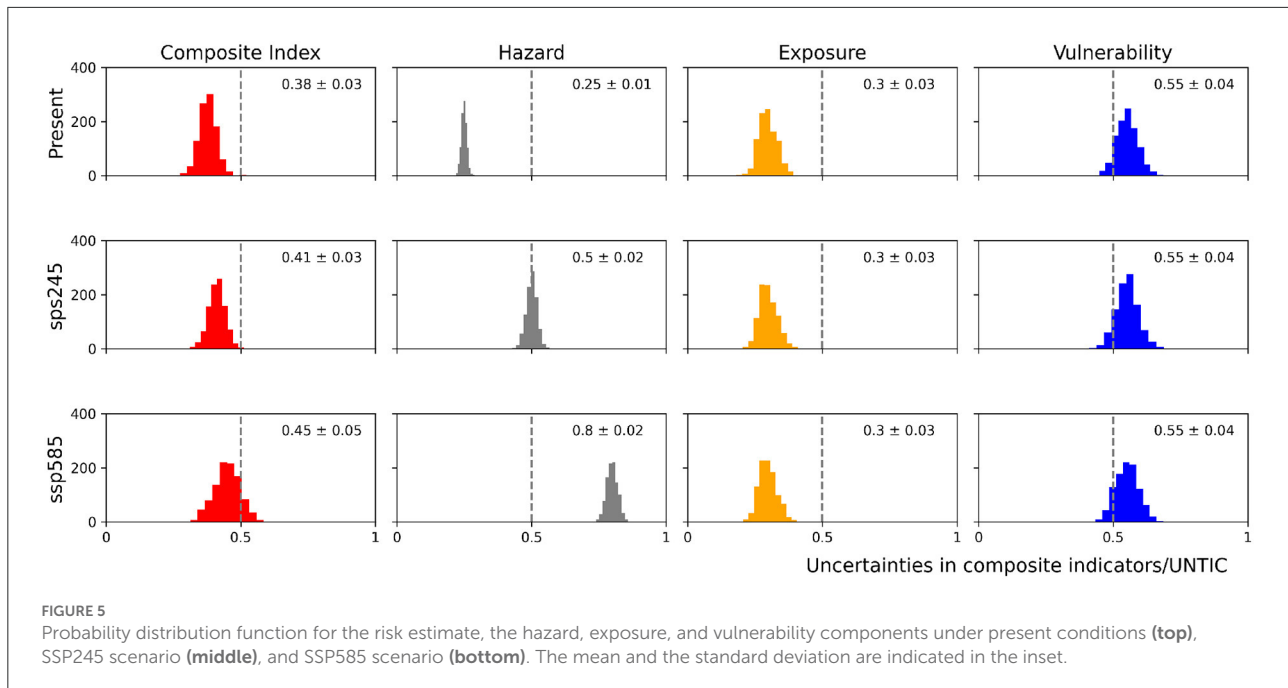 Composite Index Hazard Exposure Vulnerability
Present
400
200
0
0.38 ± 0.03
0.25 ± 0.01
0.3 ± 0.03
0.55 ± 0.04
sps245
400
200
0
0.41 ± 0.03
0.5 ± 0.02
0.3 ± 0.03
0.55 ± 0.04
ssp585
400
200
0
0.45 ± 0.05
0.8 ± 0.02
0.3 ± 0.03
0.55 ± 0.04
0 0.5 1 0 0.5 1 0 0.5 1 0 0.5 1
Uncertainties in composite indicators/UNTIC
FIGURE 5
Probability distribution function for the risk estimate, the hazard, exposure, and vulnerability components under present conditions (top),
SSP245 scenario (middle), and SSP585 scenario (bottom). The mean and the standard deviation are indicated in the inset.